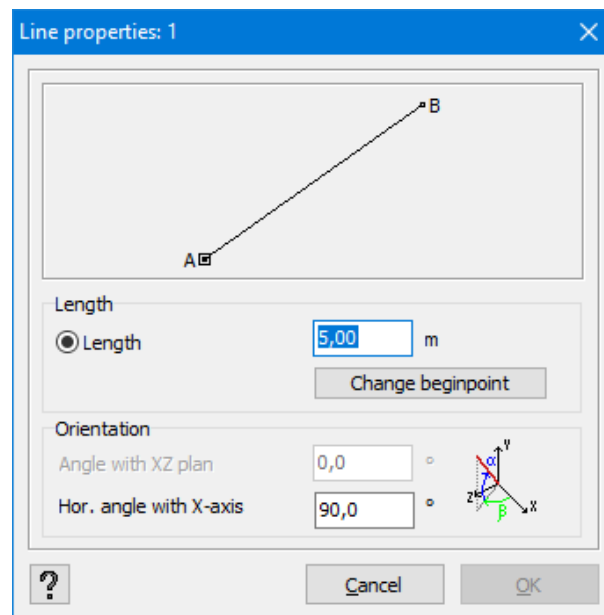 Line properties: 1
B
A
Length
Length 5,00 m
Change beginpoint
Orientation
Angle with XZ plan 0,0 °
Hor. angle with X-axis 90,0 °
Y
α
Z
X
β
?
Cancel OK